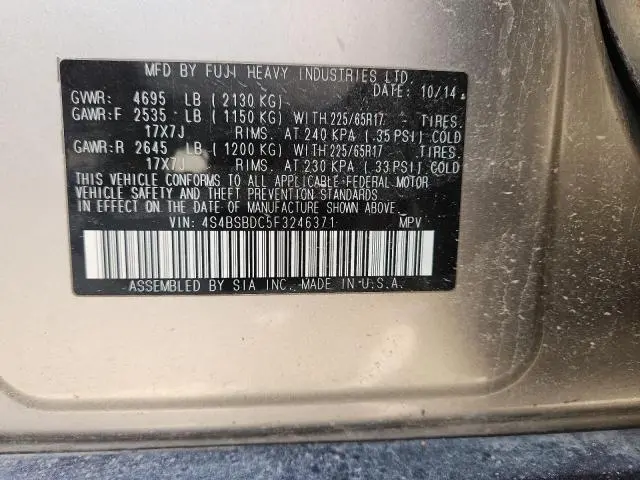 MFD BY FUJI HEAVY INDUSTRIES LTD.
DATE: 10/14
GVWR: 4695 LB (2130 KG)
GAWR:F 2535 LB (1150 KG) WITH 225/65R17 TIRES.
17X7J RIMS. AT 240 KPA (.35 PSI) COLD
GAWR:R 2645 LB (1200 KG) WITH 225/65R17 TIRES.
17X7J RIMS. AT 230 KPA (.33 PSI) COLD
THIS VEHICLE CONFORMS TO ALL APPLICABLE FEDERAL MOTOR
VEHICLE SAFETY AND THEFT PREVENTION STANDARDS
IN EFFECT ON THE DATE OF MANUFACTURE SHOWN ABOVE.
VIN: 4S4BSBDC5F3246371 MPV
ASSEMBLED BY SIA INC. MADE IN U.S.A.